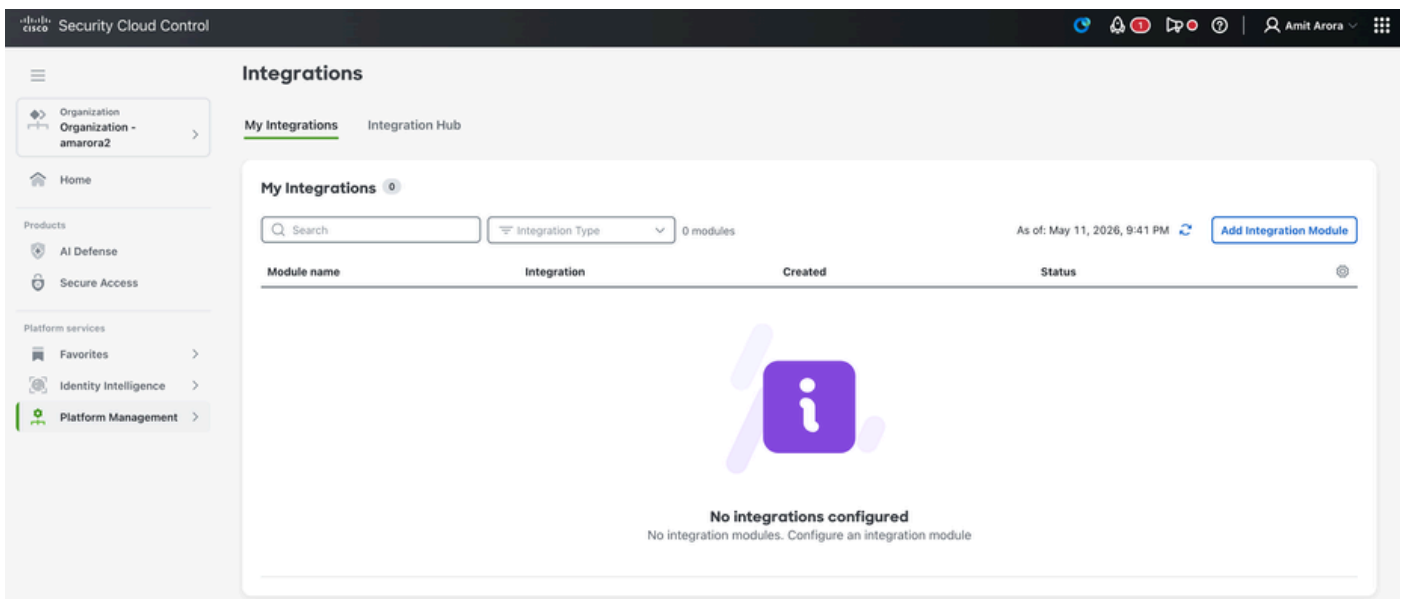 cisco Security Cloud Control
1
Amit Arora
Integrations
Organization
Organization -
amarora2
My Integrations Integration Hub
Home
My Integrations 0
Products
Search
Integration Type
0 modules
As of: May 11, 2026, 9:41 PM
Add Integration Module
AI Defense
Module name Integration Created Status
Secure Access
Platform services
Favorites
Identity Intelligence
Platform Management
No integrations configured
No integration modules. Configure an integration module